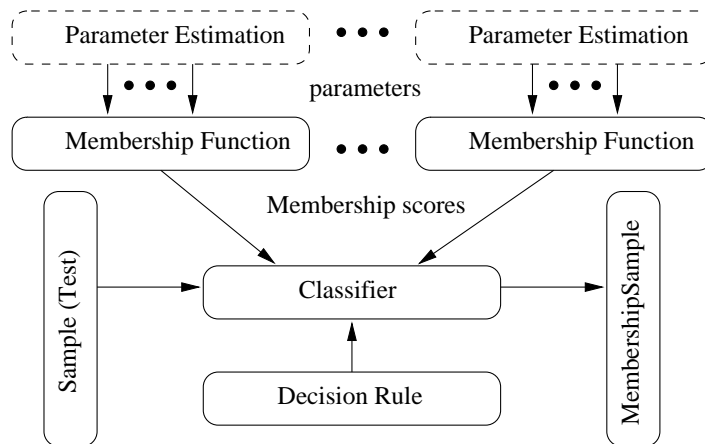 Parameter Estimation
Parameter Estimation
parameters
Membership Function
Membership Function
Membership scores
Sample (Test)
Classifier
MembershipSample
Decision Rule